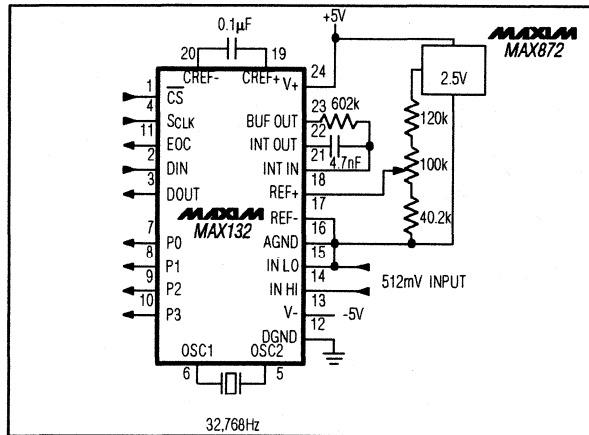 0.1µF
+5V
MAXIM
MAX872
20
19
CREF-
CREF+
V+
24
2.5V
1
CS
4
SCLK
11
EOC
2
DIN
3
DOUT
BUF OUT
23
602k
INT OUT
22
21
4.7nF
INT IN
18
REF+
17
REF-
16
AGND
15
IN LO
14
IN HI
13
V-
-5V
12
DGND
120k
100k
40.2k
MAXIM
MAX132
7
P0
8
P1
9
P2
10
P3
512mV INPUT
OSC1
OSC2
6
5
32,768Hz